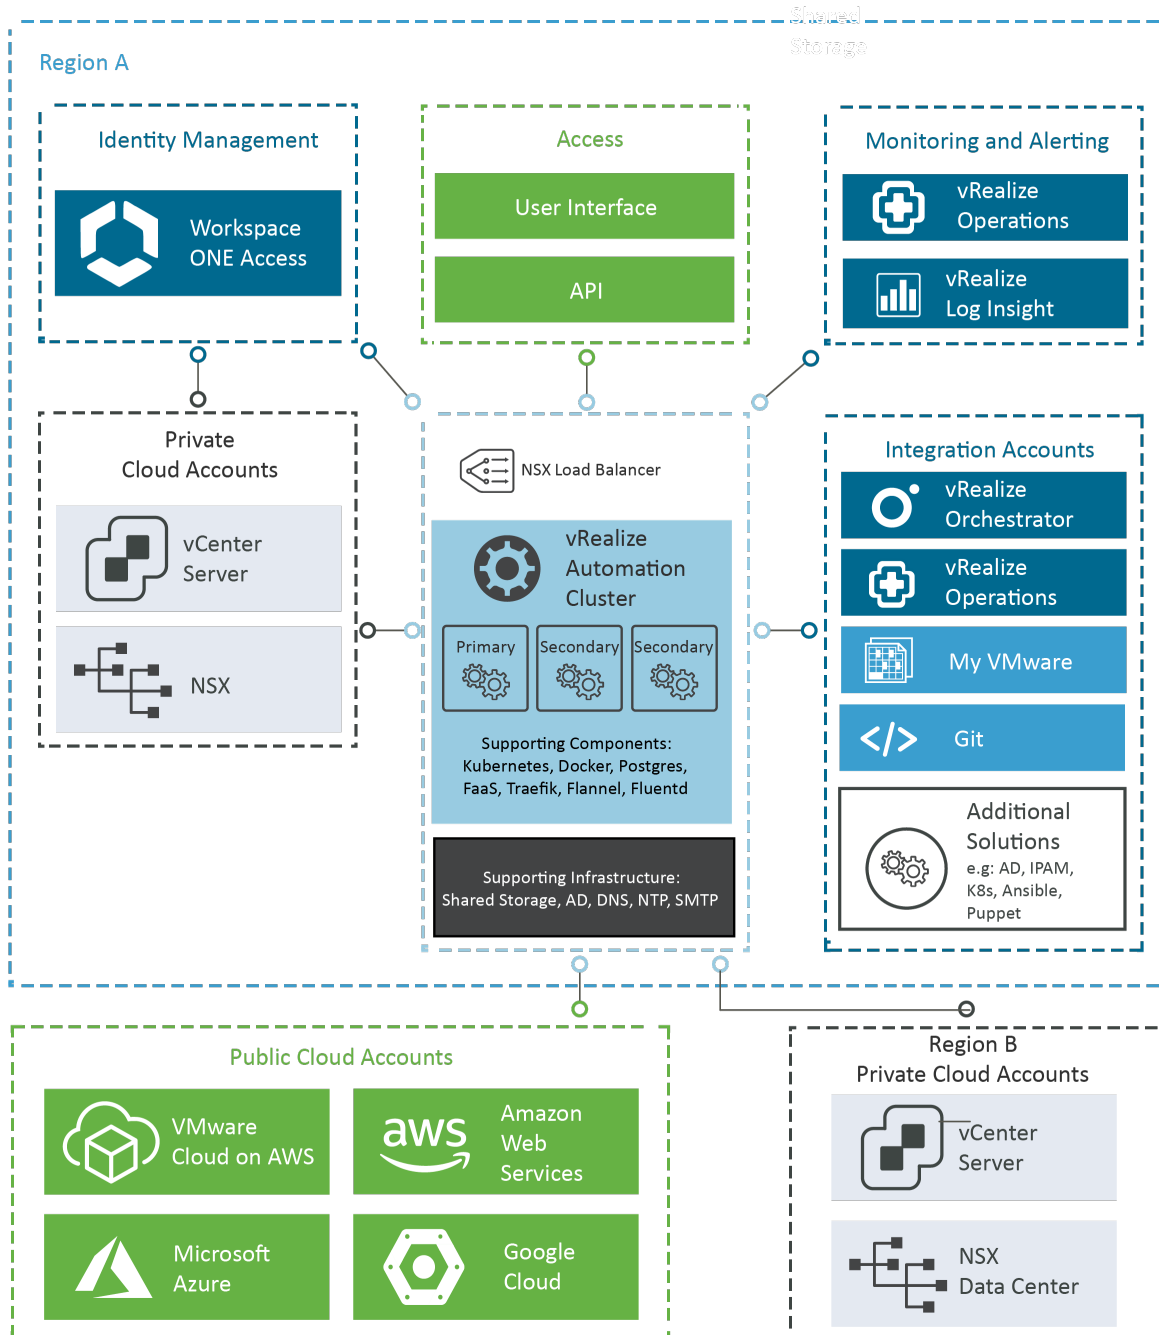 Shared
Storage
Region A
Identity Management
Workspace
ONE Access
Access
User Interface
API
Monitoring and Alerting
vRealize
Operations
vRealize
Log Insight
Private
Cloud Accounts
vCenter
Server
NSX
NSX Load Balancer
vRealize
Automation
Cluster
Primary
Secondary
Secondary
Supporting Components:
Kubernetes, Docker, Postgres,
FaaS, Traefik, Flannel, Fluentd
Supporting Infrastructure:
Shared Storage, AD, DNS, NTP, SMTP
Integration Accounts
vRealize
Orchestrator
vRealize
Operations
My VMware
</>
Git
Additional
Solutions
e.g: AD, IPAM,
K8s, Ansible,
Puppet
Public Cloud Accounts
VMware
Cloud on AWS
aws
Amazon
Web
Services
Microsoft
Azure
Google
Cloud
Region B
Private Cloud Accounts
vCenter
Server
NSX
Data Center